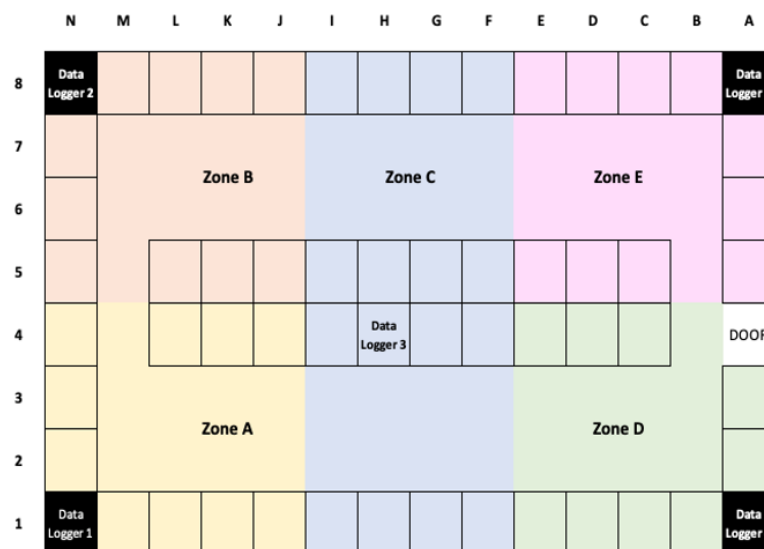 N M L K J I H G F E D C B A
8
Data
Logger 2
Data
Logger
7
Zone B Zone C Zone E
6
5
4
Data
Logger 3
DOOR
3
Zone A Zone D
2
1
Data
Logger 1
Data
Logger